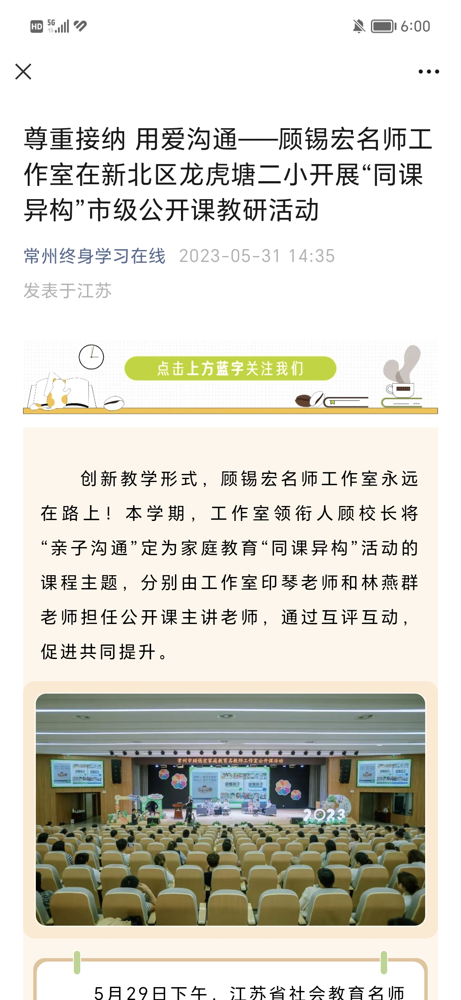 HD 5G 6:00
尊重接纳 用爱沟通——顾锡宏名师工
作室在新北区龙虎塘二小开展“同课
异构”市级公开课教研活动
常州终身学习在线 2023-05-31 14:35
发表于江苏
点击上方蓝字关注我们
创新教学形式，顾锡宏名师工作室永远
在路上！本学期，工作室领衔人顾校长将
“亲子沟通”定为家庭教育“同课异构”活动的
课程主题，分别由工作室印琴老师和林燕群
老师担任公开课主讲老师，通过互评互动，
促进共同提升。
常州市顾锡宏家庭教育名教师工作室公开课活动
读懂孩子 读懂孩子
2023
5月29日下午，江苏省社会教育名师